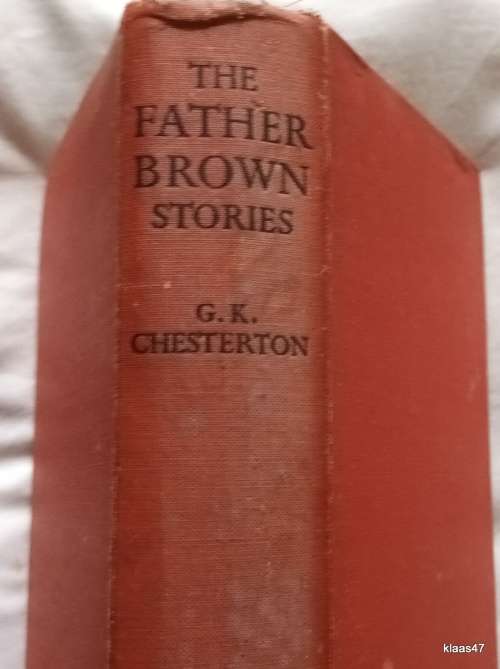 THE
FATHER
BROWN
STORIES
G. K.
CHESTERTON
klaas47